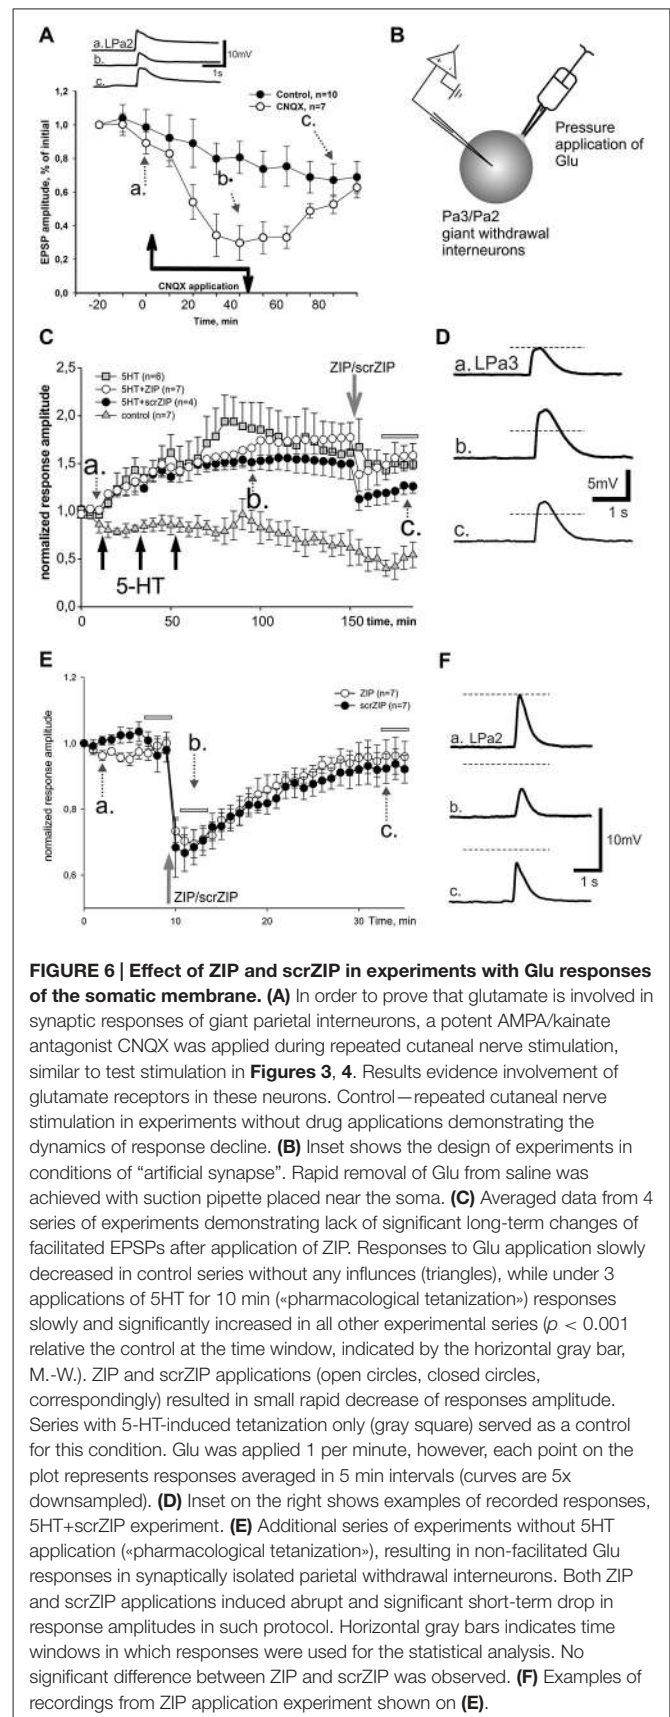 A
a. LPa2
b.
c.
10mV
1s
Control, n=10
CNQX, n=7
EPSP amplitude, % of initial
1,0
0,8
0,6
0,4
0,2
0,0
a.
b.
c.
CNQX application
-20
0
20
20
40
60
80
Time, min
B
Pressure
application of
Glu
Pa3/Pa2
giant withdrawal
interneurons
C
2,5
2,0
1,5
1,0
0,5
0,0
normalized response amplitude
5HT (n=6)
5HT+ZIP (n=7)
5HT+scrZIP (n=4)
control (n=7)
ZIP/scrZIP
a.
b.
c.
5-HT
0
50
100
150
time, min
D
a. LPa3
b.
c.
5mV
1 s
E
1,2
1,0
0,8
0,6
normalized response amplitude
ZIP (n=7)
scrZIP (n=7)
a.
b.
c.
ZIP/scrZIP
0
10
20
30
Time, min
F
a. LPa2
b.
c.
10mV
1 s
FIGURE 6 | Effect of ZIP and scrZIP in experiments with Glu responses
of the somatic membrane. (A) In order to prove that glutamate is involved in
synaptic responses of giant parietal interneurons, a potent AMPA/kainate
antagonist CNQX was applied during repeated cutaneal nerve stimulation,
similar to test stimulation in Figures 3, 4. Results evidence involvement of
glutamate receptors in these neurons. Control—repeated cutaneal nerve
stimulation in experiments without drug applications demonstrating the
dynamics of response decline. (B) Inset shows the design of experiments in
conditions of “artificial synapse”. Rapid removal of Glu from saline was
achieved with suction pipette placed near the soma. (C) Averaged data from 4
series of experiments demonstrating lack of significant long-term changes of
facilitated EPSPs after application of ZIP. Responses to Glu application slowly
decreased in control series without any influnces (triangles), while under 3
applications of 5HT for 10 min («pharmacological tetanization») responses
slowly and significantly increased in all other experimental series (p < 0.001
relative the control at the time window, indicated by the horizontal gray bar,
M.-W.). ZIP and scrZIP applications (open circles, closed circles,
correspondingly) resulted in small rapid decrease of responses amplitude.
Series with 5-HT-induced tetanization only (gray square) served as a control
for this condition. Glu was applied 1 per minute, however, each point on the
plot represents responses averaged in 5 min intervals (curves are 5x
downsampled). (D) Inset on the right shows examples of recorded responses,
5HT+scrZIP experiment. (E) Additional series of experiments without 5HT
application («pharmacological tetanization»), resulting in non-facilitated Glu
responses in synaptically isolated parietal withdrawal interneurons. Both ZIP
and scrZIP applications induced abrupt and significant short-term drop in
response amplitudes in such protocol. Horizontal gray bars indicates time
windows in which responses were used for the statistical analysis. No
significant difference between ZIP and scrZIP was observed. (F) Examples of
recordings from ZIP application experiment shown on (E).